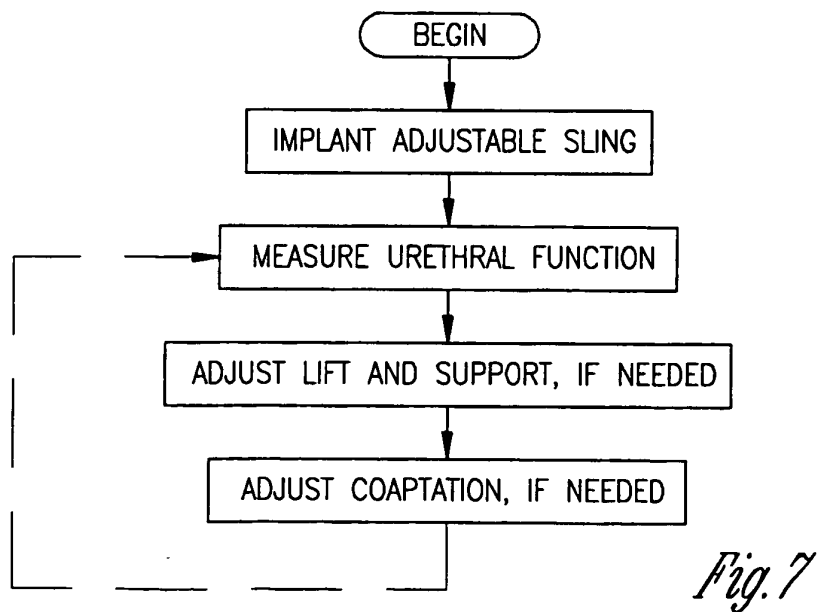 BEGIN
IMPLANT ADJUSTABLE SLING
MEASURE URETHRAL FUNCTION
ADJUST LIFT AND SUPPORT, IF NEEDED
ADJUST COAPTATION, IF NEEDED
Fig. 7